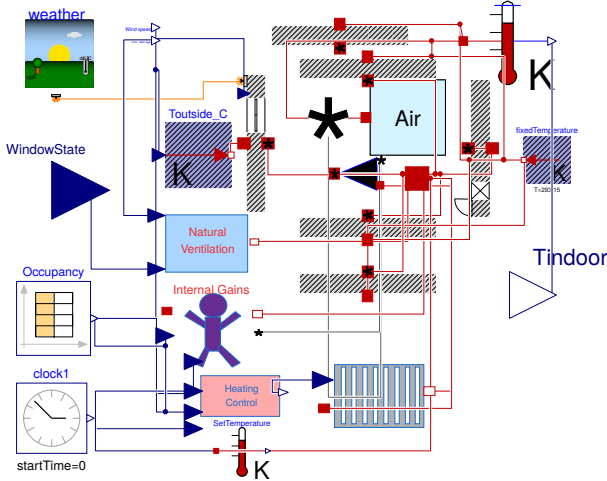 weather
Wind speed
K
Air
Toutside_C
K
fixedTemperature
K
T=293.15
WindowState
Natural
Ventilation
Tindoor
Occupancy
Internal Gains
clock1
Heating
Control
SetTemperature
K
startTime=0